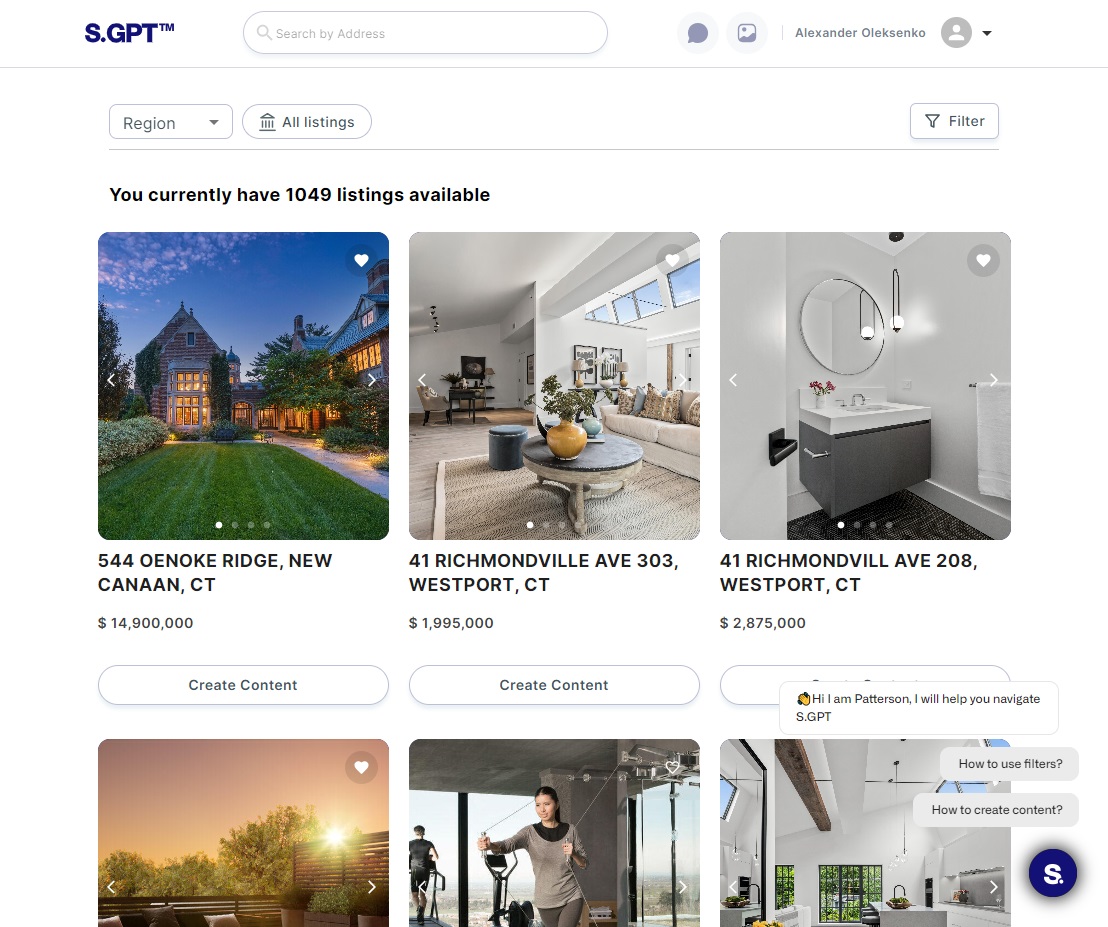 S.GPT™
Search by Address
Alexander Oleksenko
Region
All listings
Filter
You currently have 1049 listings available
544 OENOKE RIDGE, NEW
CANAAN, CT
$ 14,900,000
Create Content
41 RICHMONDVILLE AVE 303,
WESTPORT, CT
$ 1,995,000
Create Content
41 RICHMONDVILL AVE 208,
WESTPORT, CT
$ 2,875,000
👋Hi I am Patterson, I will help you navigate
S.GPT
How to use filters?
How to create content?
S.